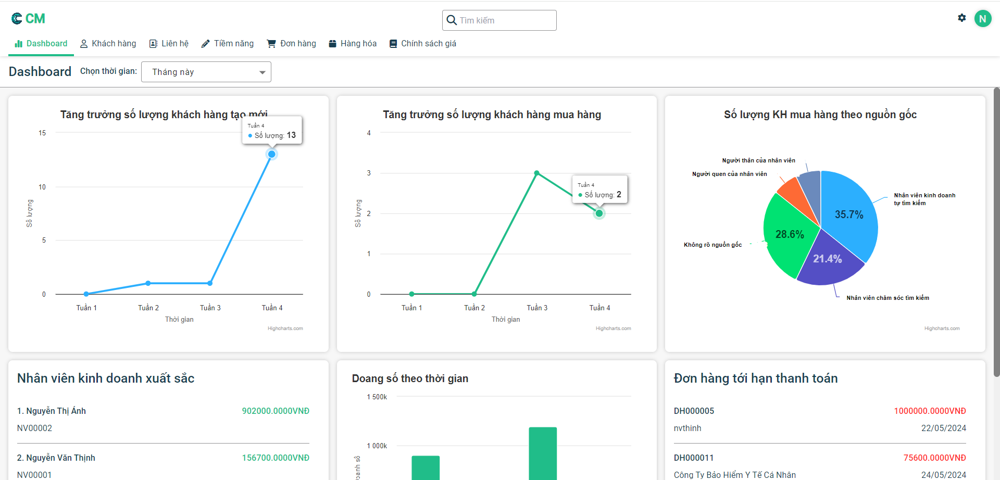 CM
Tìm kiếm
N
Dashboard
Khách hàng
Liên hệ
Tiềm năng
Đơn hàng
Hàng hóa
Chính sách giá
Dashboard
Chọn thời gian:
Tháng này
Tăng trưởng số lượng khách hàng tạo mới
Tuần 4
Số lượng: 13
15
10
5
0
Số lượng
Tuần 1
Tuần 2
Tuần 3
Tuần 4
Thời gian
Highcharts.com
Tăng trưởng số lượng khách hàng mua hàng
4
3
2
1
0
Số lượng
Tuần 4
Số lượng: 2
Tuần 1
Tuần 2
Tuần 3
Tuần 4
Thời gian
Highcharts.com
Số lượng KH mua hàng theo nguồn gốc
Người thân của nhân viên
Người quen của nhân viên
Nhân viên kinh doanh
tự tìm kiếm
35.7%
28.6%
21.4%
Không rõ nguồn gốc
Nhân viên chăm sóc tìm kiếm
Highcharts.com
Nhân viên kinh doanh xuất sắc
1. Nguyễn Thị Ánh
902000.0000VNĐ
NV00002
2. Nguyễn Văn Thịnh
156700.0000VNĐ
NV00001
Doang số theo thời gian
1 500k
1 000k
Đơn hàng tới hạn thanh toán
DH000005
1000000.0000VNĐ
nvthinh
22/05/2024
DH000011
75600.0000VNĐ
Công Ty Bảo Hiểm Y Tế Cá Nhân
24/05/2024